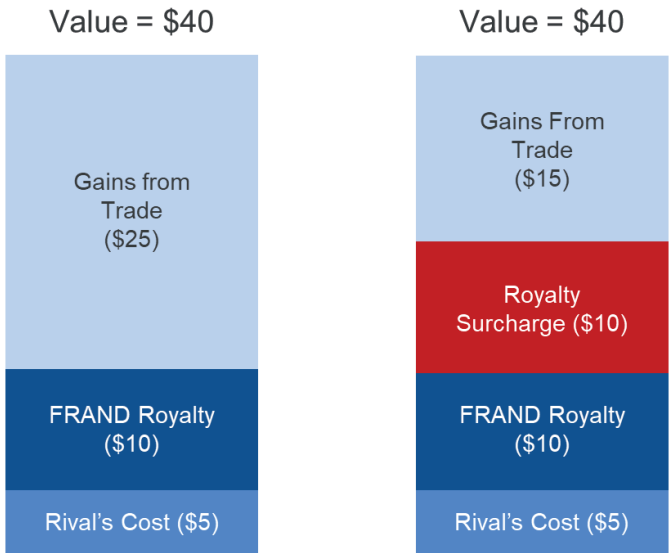 Value = $40
Gains from
Trade
($25)
FRAND Royalty
($10)
Rival's Cost ($5)
Value = $40
Gains From
Trade
($15)
Royalty
Surcharge ($10)
FRAND Royalty
($10)
Rival's Cost ($5)